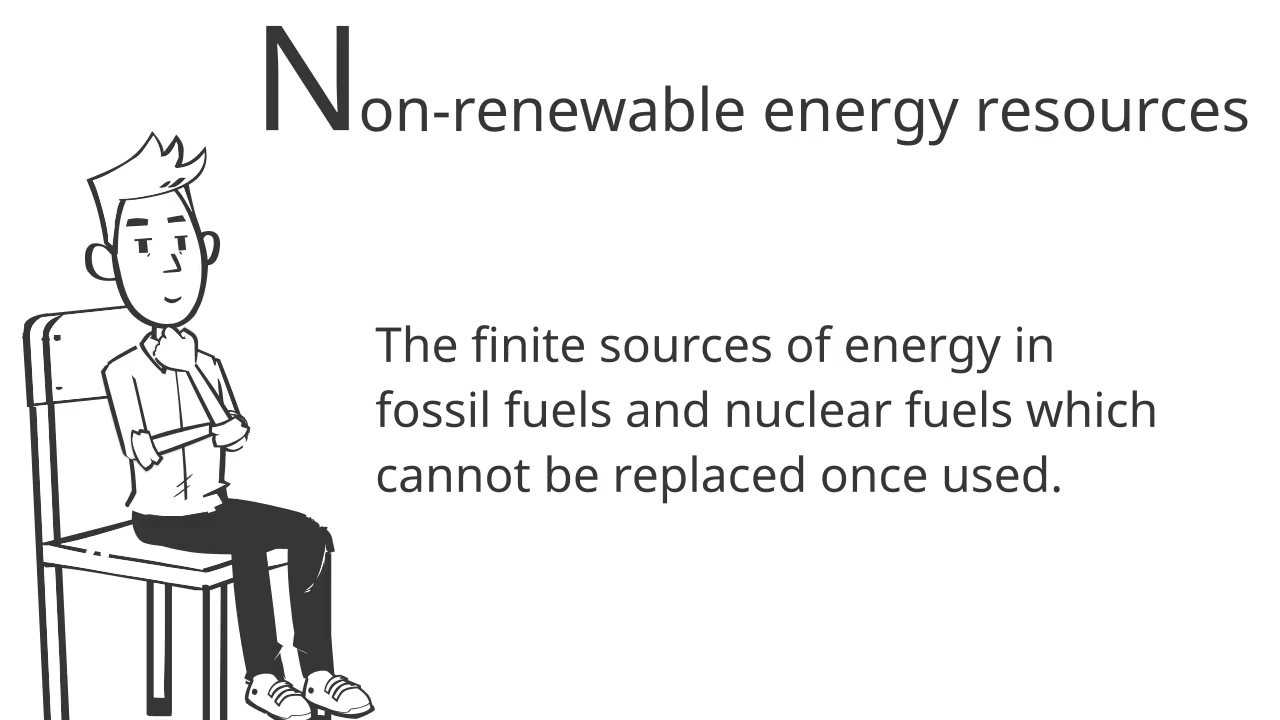 Non-renewable energy resources
The finite sources of energy in
fossil fuels and nuclear fuels which
cannot be replaced once used.